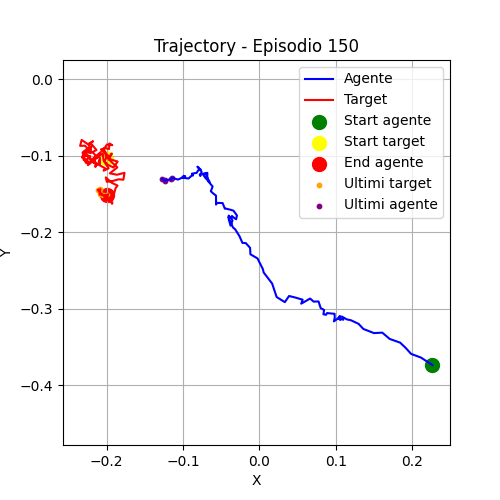 Trajectory - Episodio 150
Agente
Target
Start agente
Start target
End agente
Ultimi target
Ultimi agente
0.0
−0.1
−0.2
−0.3
−0.4
Y
−0.2
−0.1
0.0
0.1
0.2
X